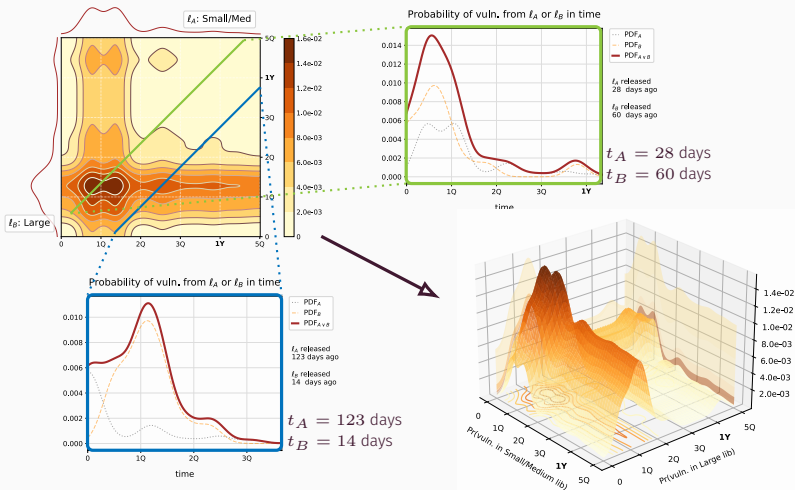 ℓA: Small/Med
ℓB: Large
5Q
1Y
30
20
10
0
0
1Q
2Q
3Q
1Y
5Q
1.6e-02
1.4e-02
1.2e-02
1.0e-02
8.0e-03
6.0e-03
4.0e-03
2.0e-03
0.0e+00
Probability of vuln. from ℓA or ℓB in time
0.014
0.012
0.010
0.008
0.006
0.004
0.002
0.000
0
1Q
2Q
3Q
1Y
time
PDFA
PDFB
PDFA∨B
ℓA released
28 days ago
ℓB released
60 days ago
tA = 28 days
tB = 60 days
Probability of vuln. from ℓA or ℓB in time
0.010
0.008
0.006
0.004
0.002
0.000
0
1Q
2Q
3Q
time
PDFA
PDFB
PDFA∨B
ℓA released
123 days ago
ℓB released
14 days ago
tA = 123 days
tB = 14 days
1.4e-02
1.2e-02
1.0e-02
8.0e-03
6.0e-03
4.0e-03
2.0e-03
0
1Q
2Q
3Q
1Y
5Q
Pr(vuln. in Small/Medium lib)
0
1Q
2Q
3Q
1Y
5Q
Pr(vuln. in Large lib)